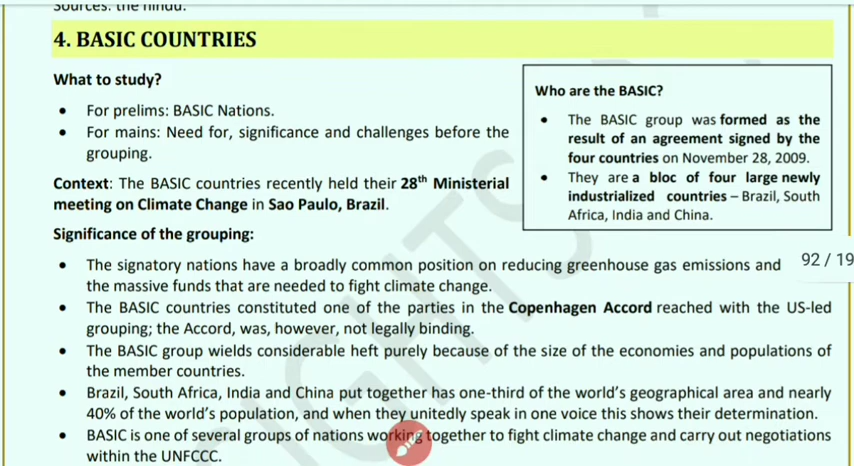 Sources: the hindu.
4. BASIC COUNTRIES
What to study?
• For prelims: BASIC Nations.
• For mains: Need for, significance and challenges before the
grouping.
Context: The BASIC countries recently held their 28th Ministerial
meeting on Climate Change in Sao Paulo, Brazil.
Who are the BASIC?
• The BASIC group was formed as the
result of an agreement signed by the
four countries on November 28, 2009.
• They are a bloc of four large newly
industrialized countries – Brazil, South
Africa, India and China.
Significance of the grouping:
• The signatory nations have a broadly common position on reducing greenhouse gas emissions and
the massive funds that are needed to fight climate change.
• The BASIC countries constituted one of the parties in the Copenhagen Accord reached with the US-led
grouping; the Accord, was, however, not legally binding.
• The BASIC group wields considerable heft purely because of the size of the economies and populations of
the member countries.
• Brazil, South Africa, India and China put together has one-third of the world's geographical area and nearly
40% of the world's population, and when they unitedly speak in one voice this shows their determination.
• BASIC is one of several groups of nations working together to fight climate change and carry out negotiations
within the UNFCCC.
92 / 19